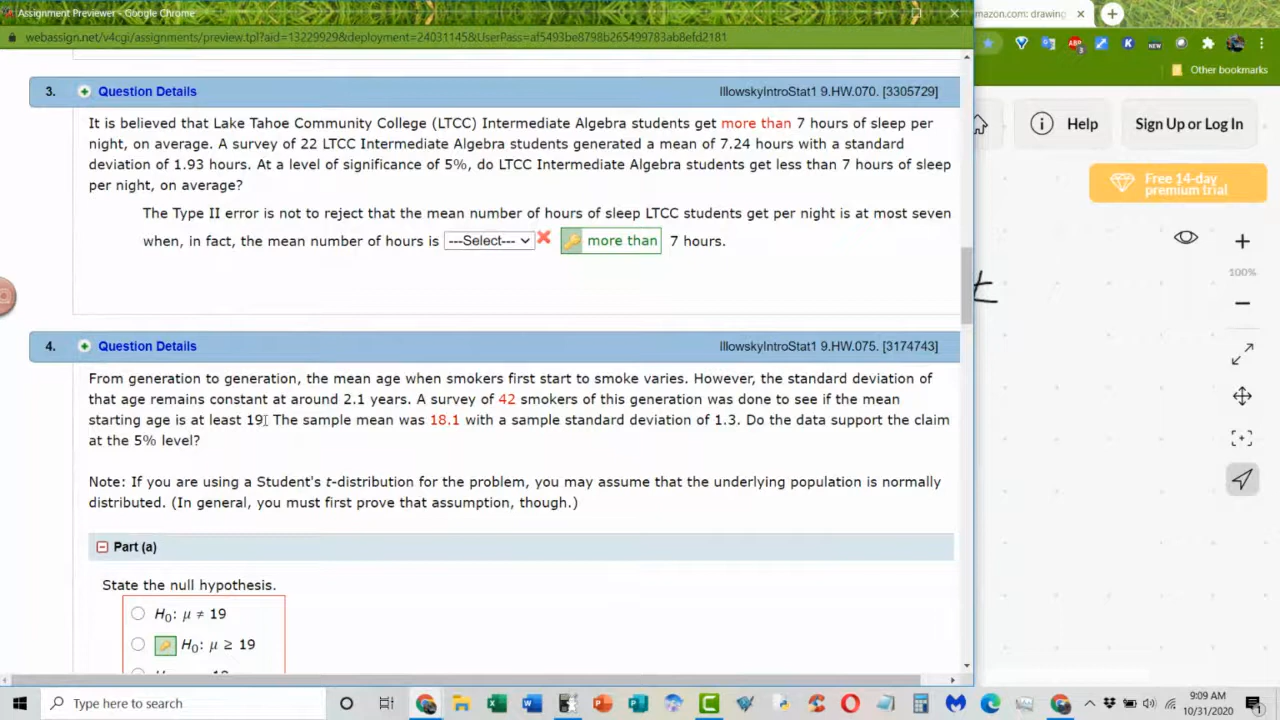 Assignment Previewer - Google Chrome
mazon.com: drawing
webassign.net/v4cgi/assignments/preview.tpl?aid=13229929&deployment=24031145&UserPass=af5493be8798b265499783ab8efd2181
Other bookmarks
3. Question Details IllowskyIntroStat1 9.HW.070. [3305729]
It is believed that Lake Tahoe Community College (LTCC) Intermediate Algebra students get more than 7 hours of sleep per
night, on average. A survey of 22 LTCC Intermediate Algebra students generated a mean of 7.24 hours with a standard
deviation of 1.93 hours. At a level of significance of 5%, do LTCC Intermediate Algebra students get less than 7 hours of sleep
per night, on average?
The Type II error is not to reject that the mean number of hours of sleep LTCC students get per night is at most seven
when, in fact, the mean number of hours is ---Select--- more than 7 hours.
Help
Sign Up or Log In
Free 14-day
premium trial
100%
t
4. Question Details IllowskyIntroStat1 9.HW.075. [3174743]
From generation to generation, the mean age when smokers first start to smoke varies. However, the standard deviation of
that age remains constant at around 2.1 years. A survey of 42 smokers of this generation was done to see if the mean
starting age is at least 19. The sample mean was 18.1 with a sample standard deviation of 1.3. Do the data support the claim
at the 5% level?
Note: If you are using a Student's t-distribution for the problem, you may assume that the underlying population is normally
distributed. (In general, you must first prove that assumption, though.)
Part (a)
State the null hypothesis.
H0: μ ≠ 19
H0: μ ≥ 19
Type here to search
9:09 AM
10/31/2020